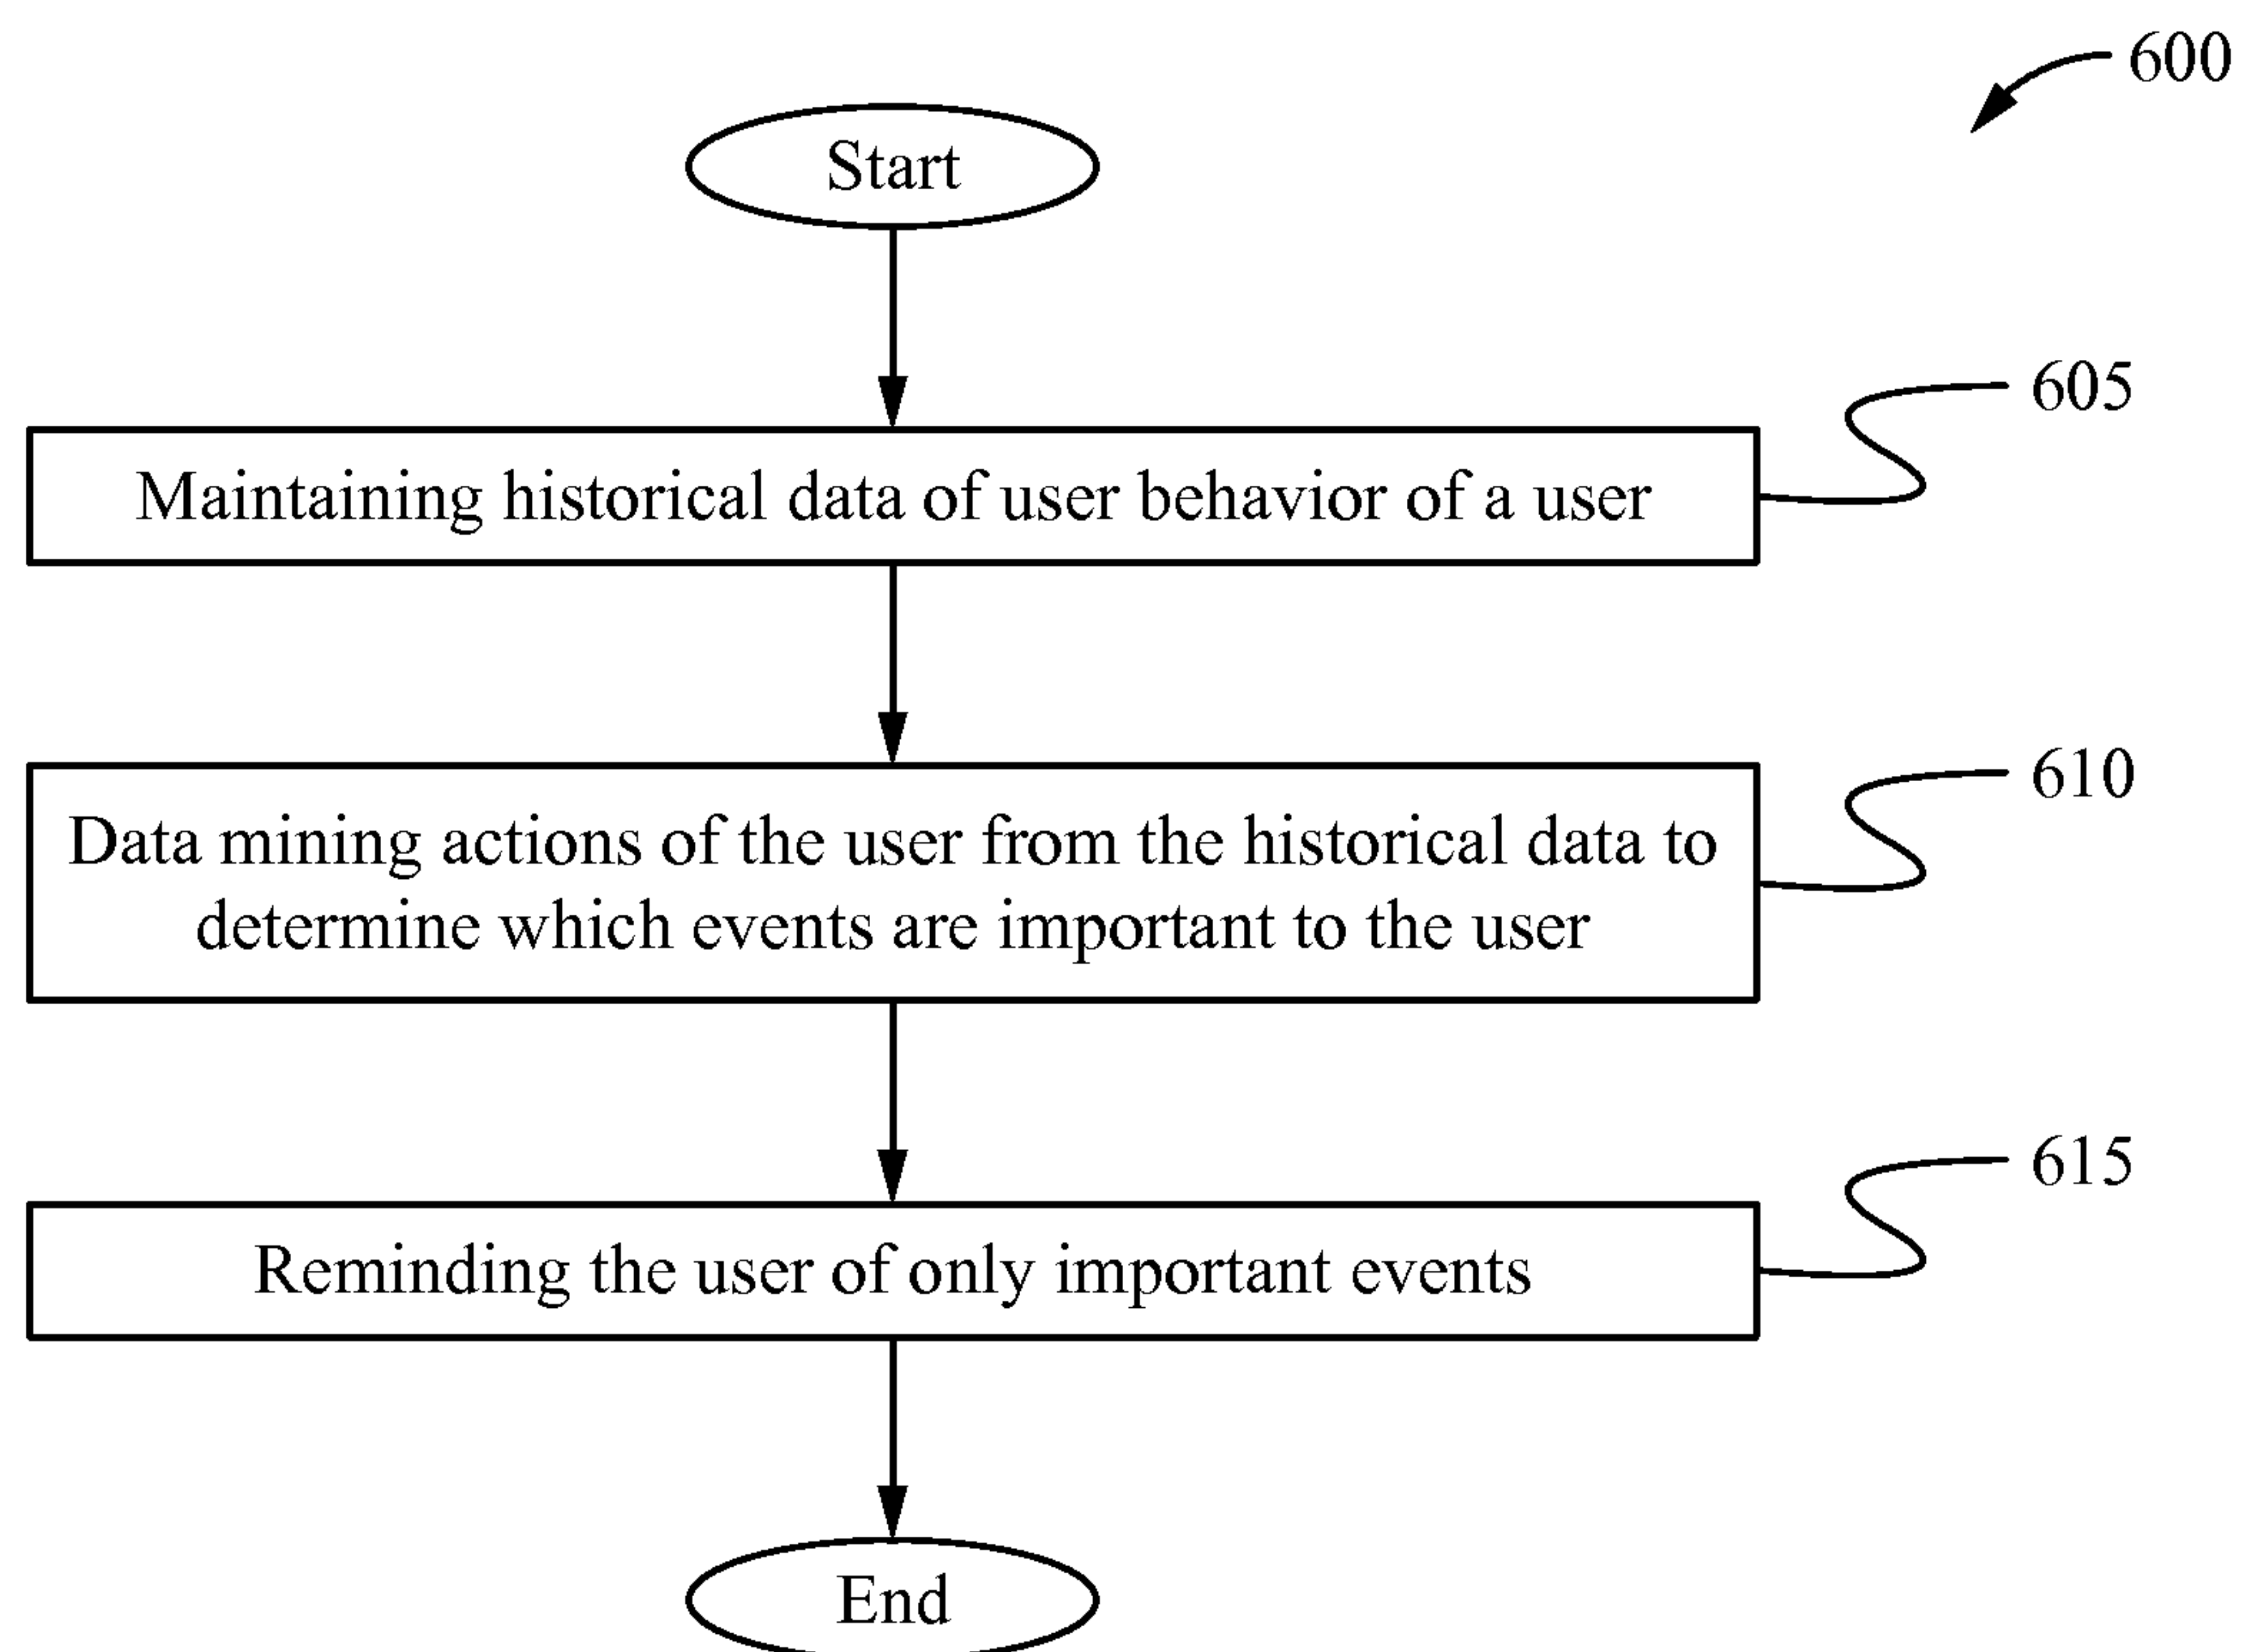 600
Start
605
Maintaining historical data of user behavior of a user
610
Data mining actions of the user from the historical data to
determine which events are important to the user
615
Reminding the user of only important events
End